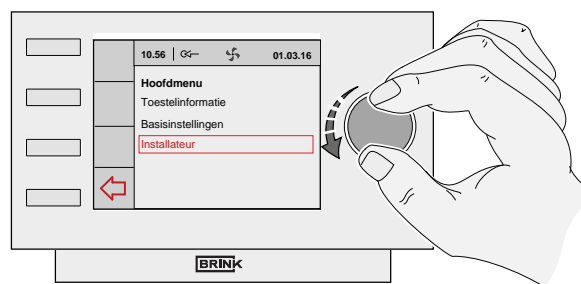 10.56 01.03.16
Hoofdmenu
Toestelinformatie
Basisinstellingen
Installateur
BRINK